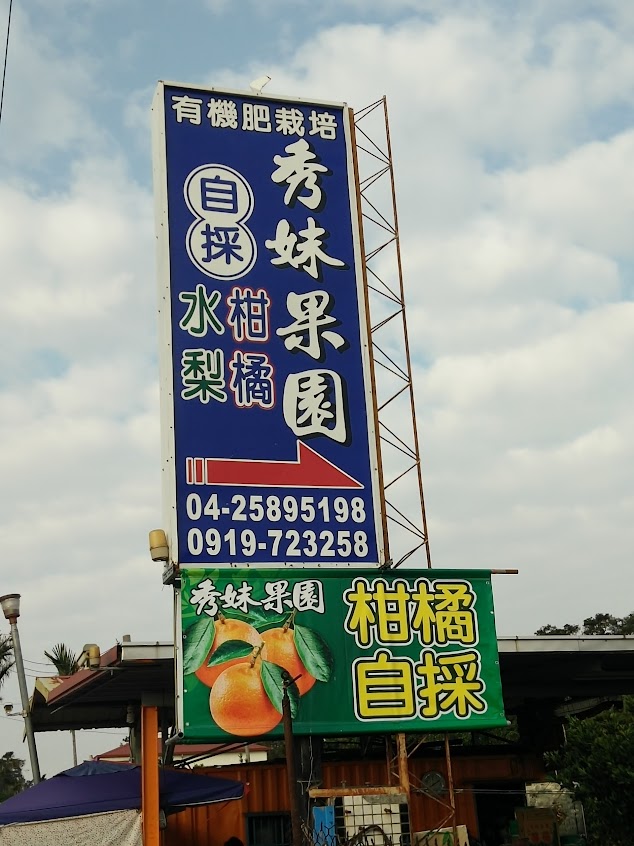 有機肥栽培
秀妹果園
自採
柑橘
水梨
04-25895198
0919-723258
秀妹果園
柑橘
自採